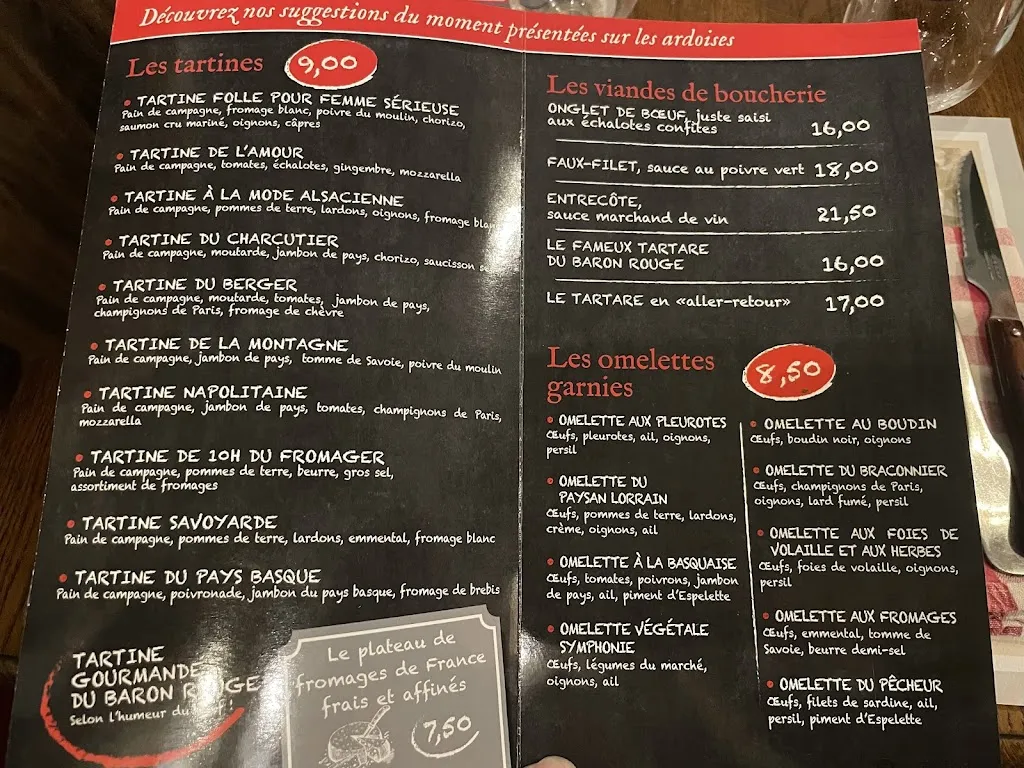 Découvrez nos suggestions du moment présentées sur les ardoises
Les tartines 9,00
TARTINE FOLLE POUR FEMME SÉRIEUSE
Pain de campagne, fromage blanc, poivre du moulin, chorizo,
saumon cru mariné, oignons, câpres
TARTINE DE L'AMOUR
Pain de campagne, tomates, échalotes, gingembre, mozzarella
TARTINE À LA MODE ALSACIENNE
Pain de campagne, pommes de terre, lardons, oignons, fromage blanc
TARTINE DU CHARCUTIER
Pain de campagne, moutarde, jambon de pays, chorizo, saucisson
TARTINE DU BERGER
Pain de campagne, moutarde, tomates, jambon de pays,
champignons de Paris, fromage de chèvre
TARTINE DE LA MONTAGNE
Pain de campagne, jambon de pays, tomme de Savoie, poivre du moulin
TARTINE NAPOLITAINE
Pain de campagne, jambon de pays, tomates, champignons de Paris,
mozzarella
TARTINE DE 10H DU FROMAGER
Pain de campagne, pommes de terre, beurre, gros sel,
assortiment de fromages
TARTINE SAVOYARDE
Pain de campagne, pommes de terre, lardons, emmental, fromage blanc
TARTINE DU PAYS BASQUE
Pain de campagne, poivronade, jambon du pays basque, fromage de brebis
TARTINE
GOURMANDE
DU BARON ROUGE
Selon l'humeur du !
Le plateau de
fromages de France
frais et affinés
7,50
Les viandes de boucherie
ONGLET DE BŒUF, juste saisi
aux échalotes confites 16,00
FAUX-FILET, sauce au poivre vert 18,00
ENTRECÔTE,
sauce marchand de vin 21,50
LE FAMEUX TARTARE
DU BARON ROUGE 16,00
LE TARTARE en «aller-retour» 17,00
Les omelettes
garnies 8,50
OMELETTE AUX PLEUROTES
Œufs, pleurotes, ail, oignons,
persil
OMELETTE DU
PAYSAN LORRAIN
Œufs, pommes de terre, lardons,
crème, oignons, ail
OMELETTE À LA BASQUAISE
Œufs, tomates, poivrons, jambon
de pays, ail, piment d'Espelette
OMELETTE VÉGÉTALE
SYMPHONIE
Œufs, légumes du marché,
oignons, ail
OMELETTE AU BOUDIN
Œufs, boudin noir, oignons
OMELETTE DU BRACONNIER
Œufs, champignons de Paris,
oignons, lard fumé, persil
OMELETTE AUX FOIES DE
VOLAILLE ET AUX HERBES
Œufs, foies de volaille, oignons,
persil
OMELETTE AUX FROMAGES
Œufs, emmental, tomme de
Savoie, beurre demi-sel
OMELETTE DU PÊCHEUR
Œufs, filets de sardine, ail,
persil, piment d'Espelette